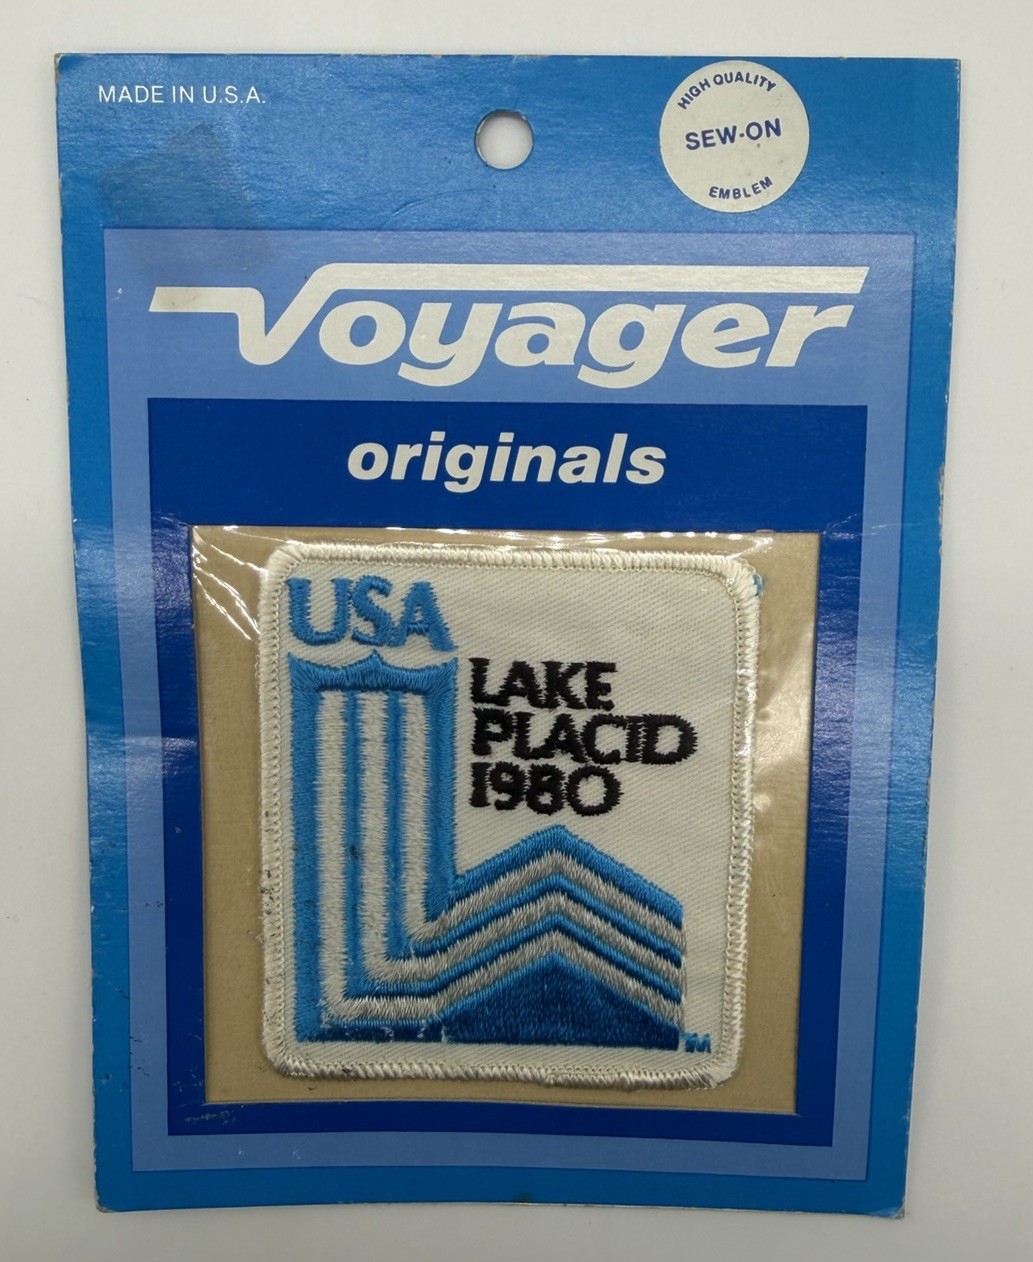 MADE IN U.S.A.
HIGH QUALITY
SEW-ON
EMBLEM
Voyager
originals
USA
LAKE
PLACID
1980
TM